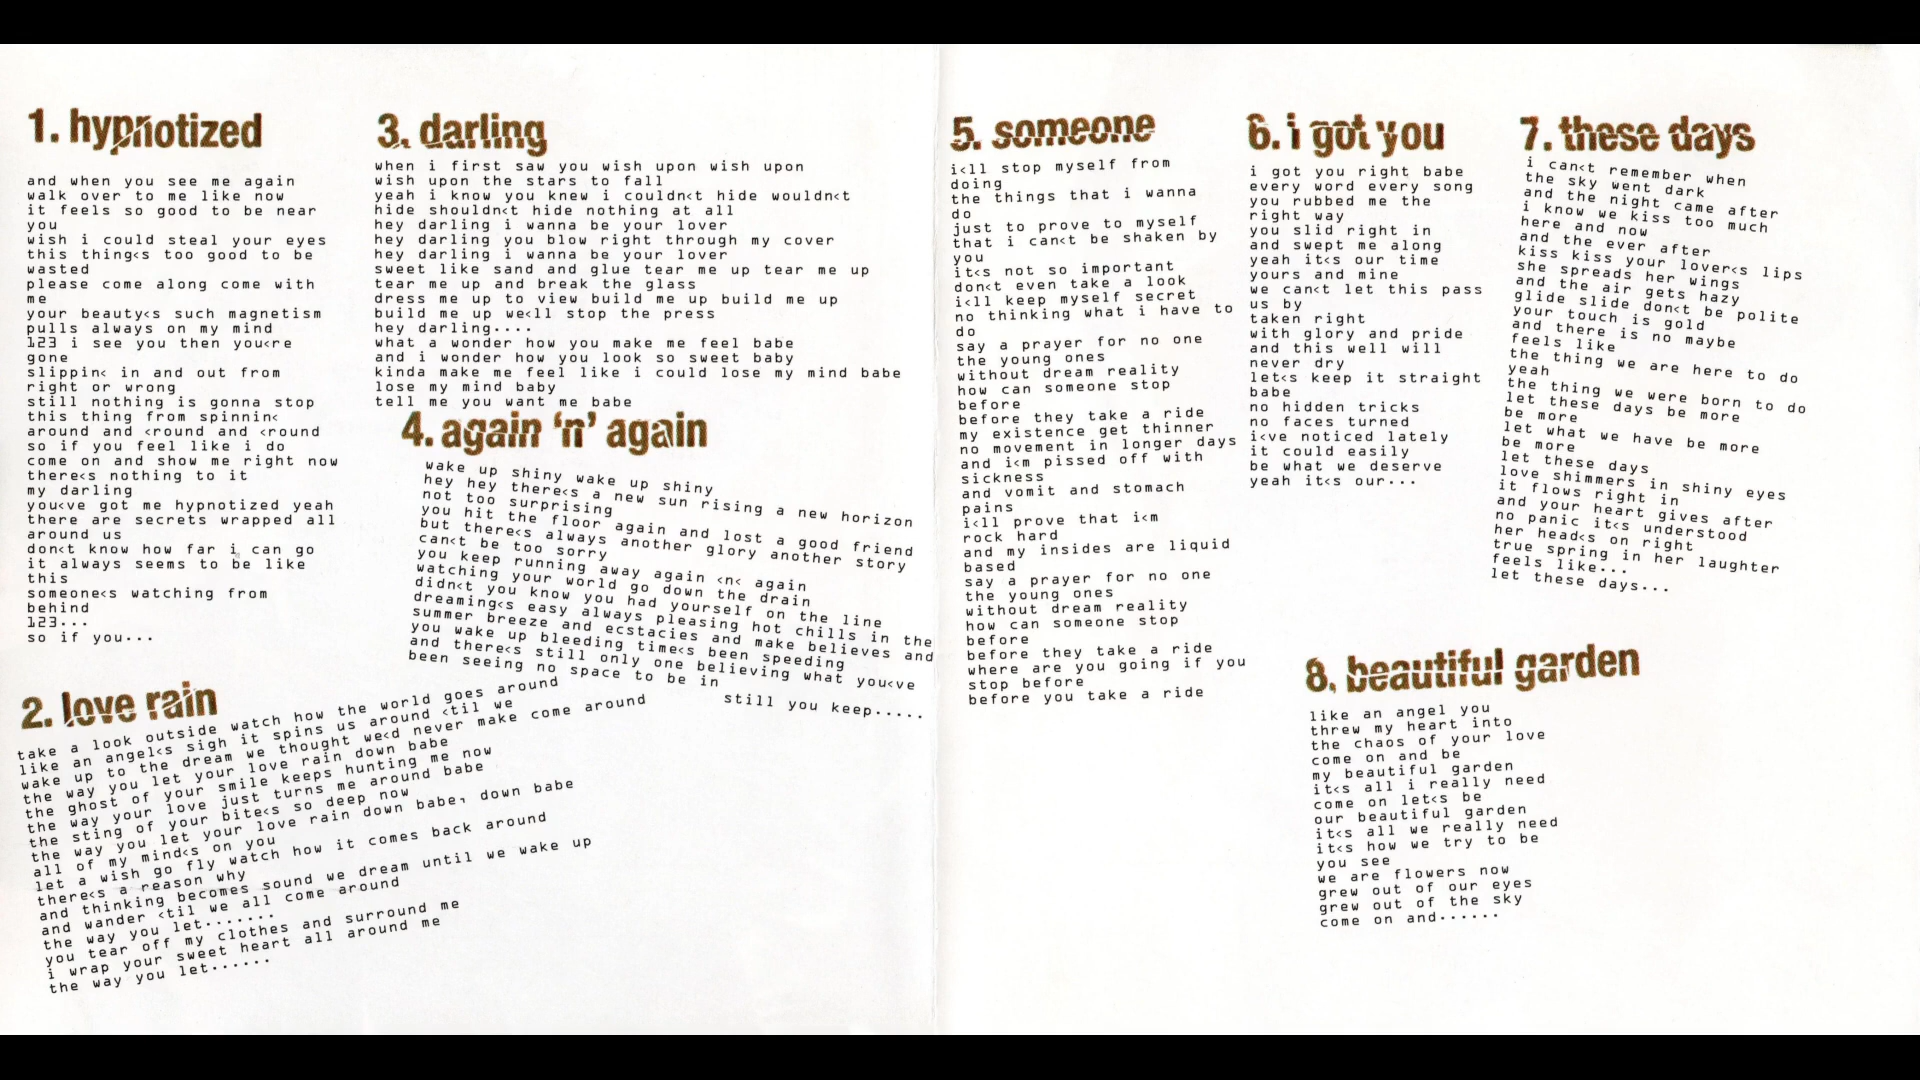 1. hypnotized
and when you see me again
walk over to me like now
it feels so good to be near
you
wish i could steal your eyes
this thing<s too good to be
wasted
please come along come with
me
your beauty<s such magnetism
pulls always on my mind
123 i see you then you<re
gone
slippin< in and out from
right or wrong
still nothing is gonna stop
this thing from spinnin<
around and <round and <round
so if you feel like i do
come on and show me right now
there<s nothing to it
my darling
you<ve got me hypnotized yeah
there are secrets wrapped all
around us
don<t know how far i can go
it always seems to be like
this
someone<s watching from
behind
123...
so if you...
2. love rain
take a look outside watch how the world goes around
like an angel<s sigh it spins us around <til we
wake up to the dream we thought we<d never make come around
the way you let your love rain down babe
the ghost of your smile keeps hunting me now
the way your love just turns me around babe
the sting of your bite<s so deep now
the way you let your love rain down babe, down babe
all of my mind<s on you
let a wish go fly watch how it comes back around
there<s a reason why
and thinking becomes sound we dream until we wake up
and wander <til we all come around
the way you let.......
you tear off my clothes and surround me
i wrap your sweet heart all around me
the way you let......
3. darling
when i first saw you wish upon wish upon
wish upon the stars to fall
yeah i know you knew i couldn<t hide wouldn<t
hide shouldn<t hide nothing at all
hey darling i wanna be your lover
hey darling you blow right through my cover
hey darling i wanna be your lover
sweet like sand and glue tear me up tear me up
tear me up and break the glass
dress me up to view build me up build me up
build me up we<ll stop the press
hey darling....
what a wonder how you make me feel babe
and i wonder how you look so sweet baby
kinda make me feel like i could lose my mind babe
lose my mind baby
tell me you want me babe
4. again ‘n’ again
wake up shiny wake up shiny
hey hey there<s a new sun rising a new horizon
not too surprising
you hit the floor again and lost a good friend
but there<s always another glory another story
can<t be too sorry
you keep running away again <n< again
watching your world go down the drain
didn<t you know you had yourself on the line
dreaming<s easy always pleasing hot chills in the
summer breeze and ecstacies and make believes and
you wake up bleeding time<s been speeding
and there<s still only one believing what you<ve
been seeing no space to be in
still you keep.....
5. someone
i<ll stop myself from
doing
the things that i wanna
do
just to prove to myself
that i can<t be shaken by
you
it<s not so important
don<t even take a look
i<ll keep myself secret
no thinking what i have to
do
say a prayer for no one
the young ones
without dream reality
how can someone stop
before
before they take a ride
my existence get thinner
no movement in longer days
and i<m pissed off with
sickness
and vomit and stomach
pains
i<ll prove that i<m
rock hard
and my insides are liquid
based
say a prayer for no one
the young ones
without dream reality
how can someone stop
before
before they take a ride
where are you going if you
stop before
before you take a ride
6. i got you
i got you right babe
every word every song
you rubbed me the
right way
you slid right in
and swept me along
yeah it<s our time
yours and mine
we can<t let this pass
us by
taken right
with glory and pride
and this well will
never dry
let<s keep it straight
babe
no hidden tricks
no faces turned
i<ve noticed lately
it could easily
be what we deserve
yeah it<s our...
7. these days
i can<t remember when
the sky went dark
and the night came after
i know we kiss too much
here and now
and the ever after
kiss kiss your lover<s lips
she spreads her wings
and the air gets hazy
glide slide don<t be polite
your touch is gold
and there is no maybe
feels like
the thing we are here to do
yeah
the thing we were born to do
let these days be more
be more
let what we have be more
be more
let these days
love shimmers in shiny eyes
it flows right in
and your heart gives after
no panic it<s understood
her head<s on right
true spring in her laughter
feels like...
let these days...
8. beautiful garden
like an angel you
threw my heart into
the chaos of your love
come on and be
my beautiful garden
it<s all i really need
come on let<s be
our beautiful garden
it<s all we really need
it<s how we try to be
you see
we are flowers now
grew out of our eyes
grew out of the sky
come on and......